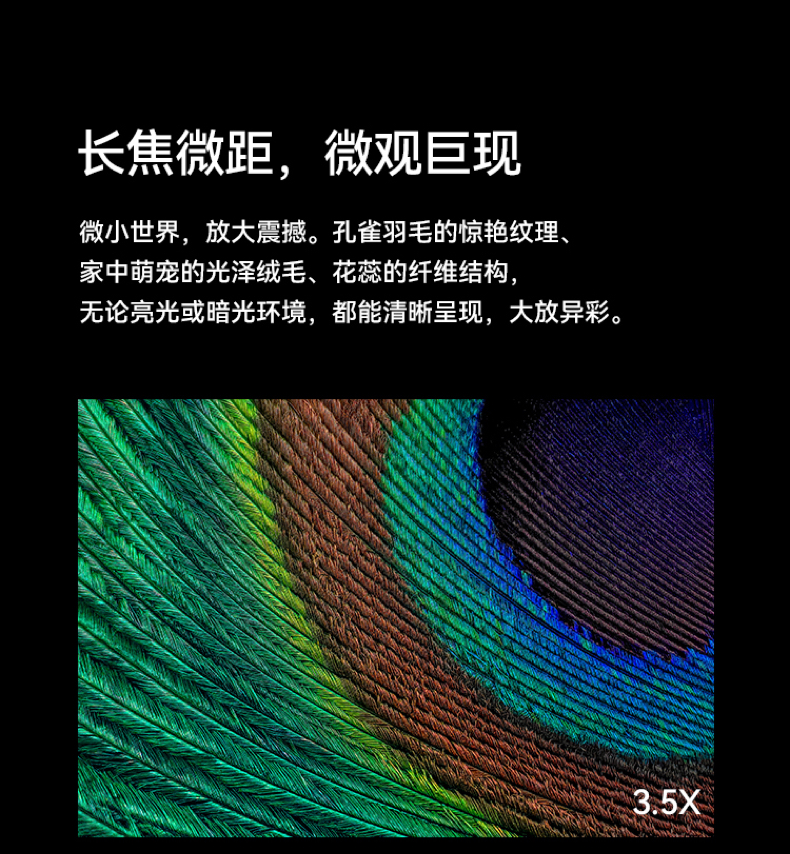 长焦微距，微观巨现
微小世界，放大震撼。孔雀羽毛的惊艳纹理、
家中萌宠的光泽绒毛、花蕊的纤维结构，
无论亮光或暗光环境，都能清晰呈现，大放异彩。
3.5X